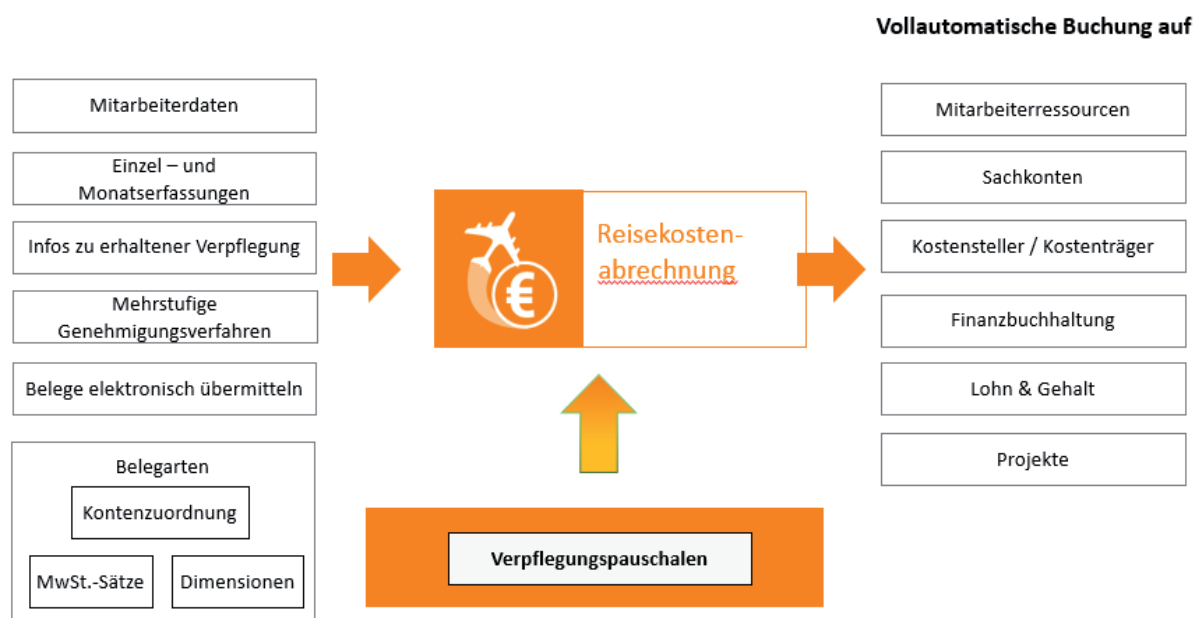 Vollautomatische Buchung auf
Mitarbeiterdaten
Einzel – und
Monatserfassungen
Infos zu erhaltener Verpflegung
Mehrstufige
Genehmigungsverfahren
Belege elektronisch übermitteln
Belegarten
Kontenzuordnung
MwSt.-Sätze
Dimensionen
€
Reisekosten-
abrechnung
Verpflegungspauschalen
Mitarbeiterressourcen
Sachkonten
Kostensteller / Kostenträger
Finanzbuchhaltung
Lohn & Gehalt
Projekte